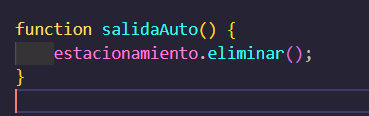 function salidaAuto() {
    estacionamiento.eliminar();
}